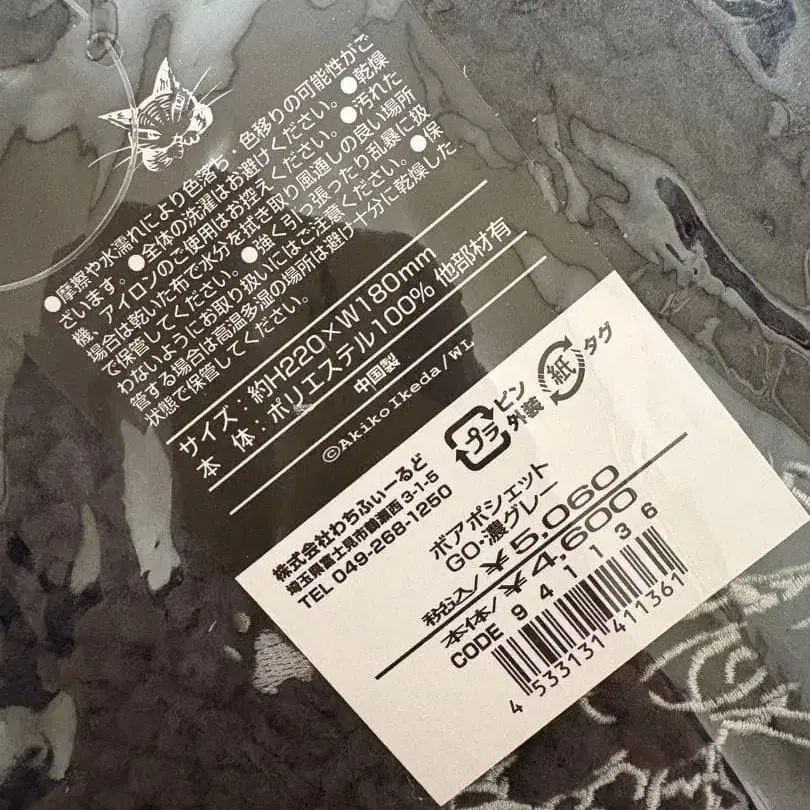 ●摩擦や水濡れにより色落ち・色移りの可能性がご
ざいます。●全体の洗濯はお避けください。●乾燥
機、アイロンのご使用はお控えください。●汚れた
場合は乾いた布で水分を拭き取り風通しの良い場所
で保管してください。●強く引っ張ったり乱暴に扱
わないようにお取り扱いにはご注意ください。●保
管する場合は高温多湿の場所は避け十分に乾燥した
状態で保管してください。
サイズ：約H220×W180mm
本 体：ポリエステル100% 他部材有
中国製
©AkikoIkeda/WI
プラ
ピン
外装
紙
タグ
株式会社わちふぃーるど
埼玉県富士見市鶴瀬西3-1-5
TEL 049-268-1250
ボアポシェット
GO-濃グレー
税込/¥5,060
本体/¥4,600
CODE 941136
4 533131 411361